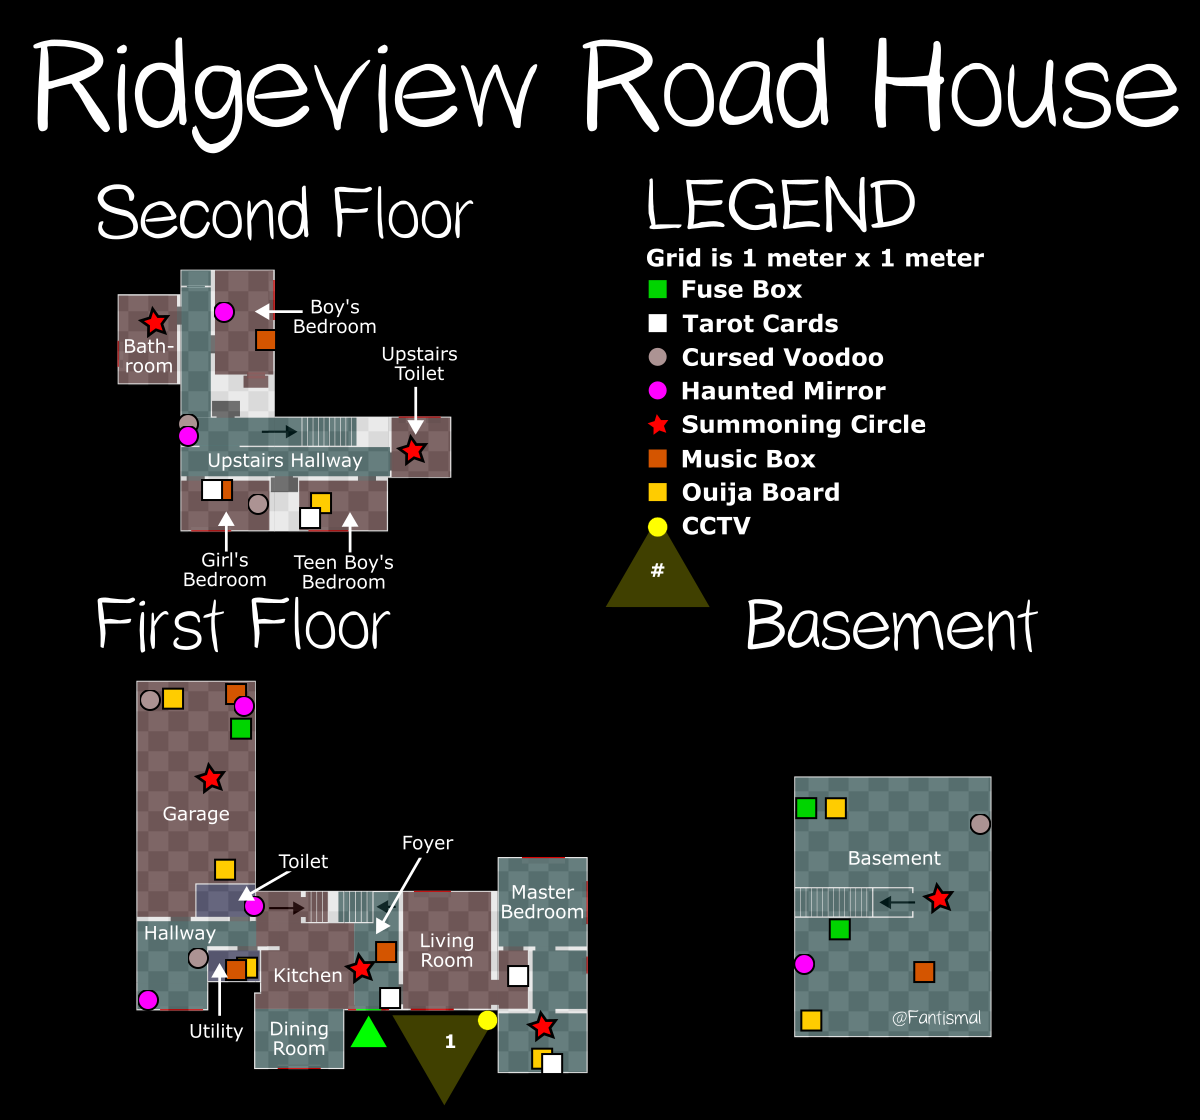 Ridgeview Road House
Second Floor
LEGEND
Grid is 1 meter x 1 meter
Fuse Box
Tarot Cards
Cursed Voodoo
Haunted Mirror
Summoning Circle
Music Box
Ouija Board
CCTV
#
Boy's
Bedroom
Bath-
room
Upstairs
Toilet
Upstairs Hallway
Girl's
Bedroom
Teen Boy's
Bedroom
First Floor
Garage
Toilet
Foyer
Master
Bedroom
Hallway
Living
Room
Kitchen
Utility
Dining
Room
1
Basement
Basement
@Fantismal